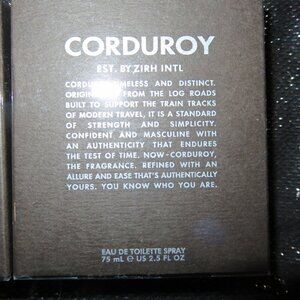 CORDUROY
EST. BY ZIRH INTL
CORDUROY. TIMELESS AND DISTINCT.
ORIGINATED FROM THE LOG ROADS
BUILT TO SUPPORT THE TRAIN TRACKS
OF MODERN TRAVEL, IT IS A STANDARD
OF STRENGTH AND SIMPLICITY.
CONFIDENT AND MASCULINE WITH
AN AUTHENTICITY THAT ENDURES
THE TEST OF TIME. NOW-CORDUROY,
THE FRAGRANCE. REFINED WITH AN
ALLURE AND EASE THAT'S AUTHENTICALLY
YOURS. YOU KNOW WHO YOU ARE.
EAU DE TOILETTE SPRAY
75 mL ℮ US 2.5 FL OZ